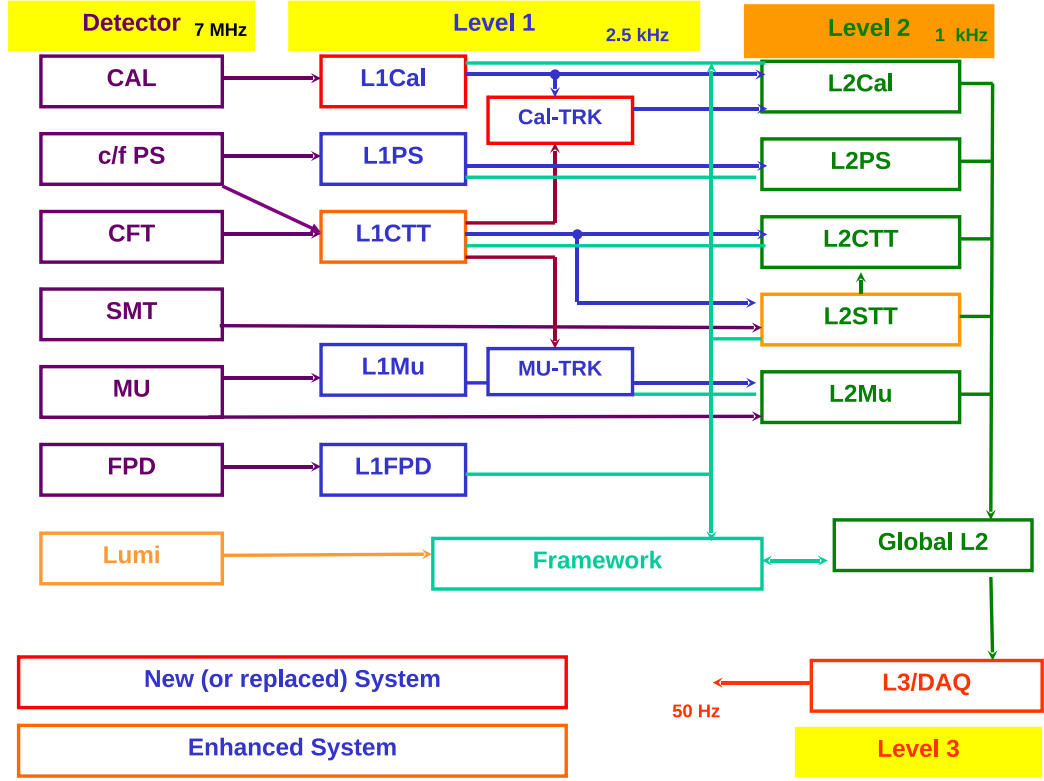 Detector 7 MHz
Level 1 2.5 kHz
Level 2 1 kHz
CAL
L1Cal
L2Cal
Cal-TRK
c/f PS
L1PS
L2PS
CFT
L1CTT
L2CTT
SMT
L2STT
MU
L1Mu
MU-TRK
L2Mu
FPD
L1FPD
Lumi
Framework
Global L2
New (or replaced) System
L3/DAQ
50 Hz
Enhanced System
Level 3